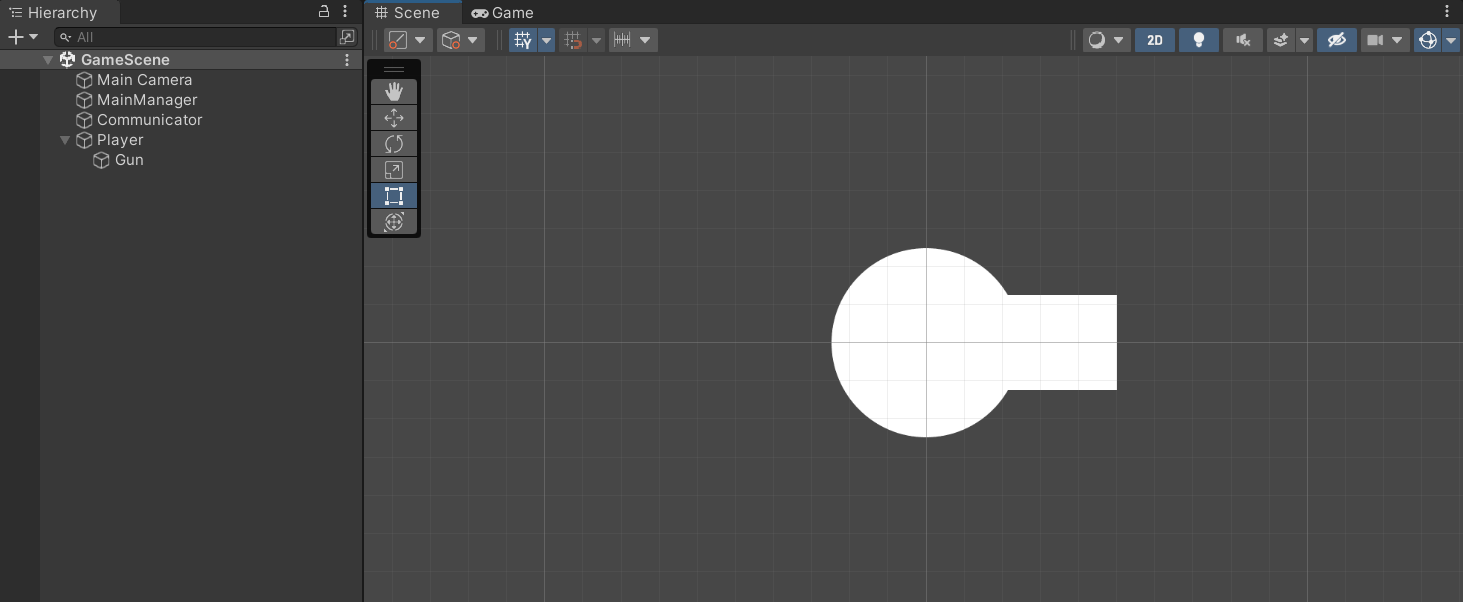 Hierarchy
All
GameScene
Main Camera
MainManager
Communicator
Player
Gun
Scene
Game
Y
2D